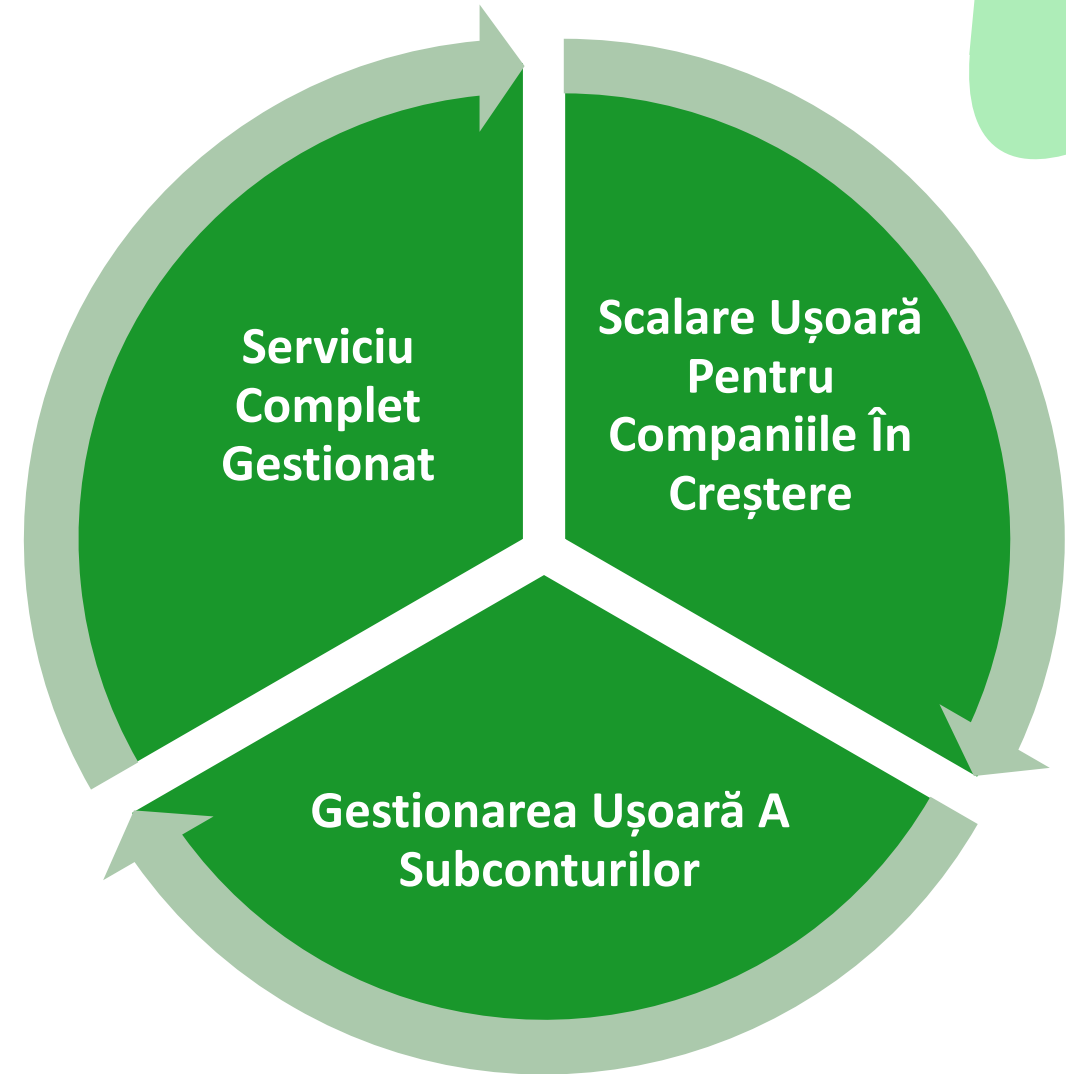 Serviciu
Complet
Gestionat
Scalare Ușoară
Pentru
Companiile În
Creștere
Gestionarea Ușoară A
Subconturilor